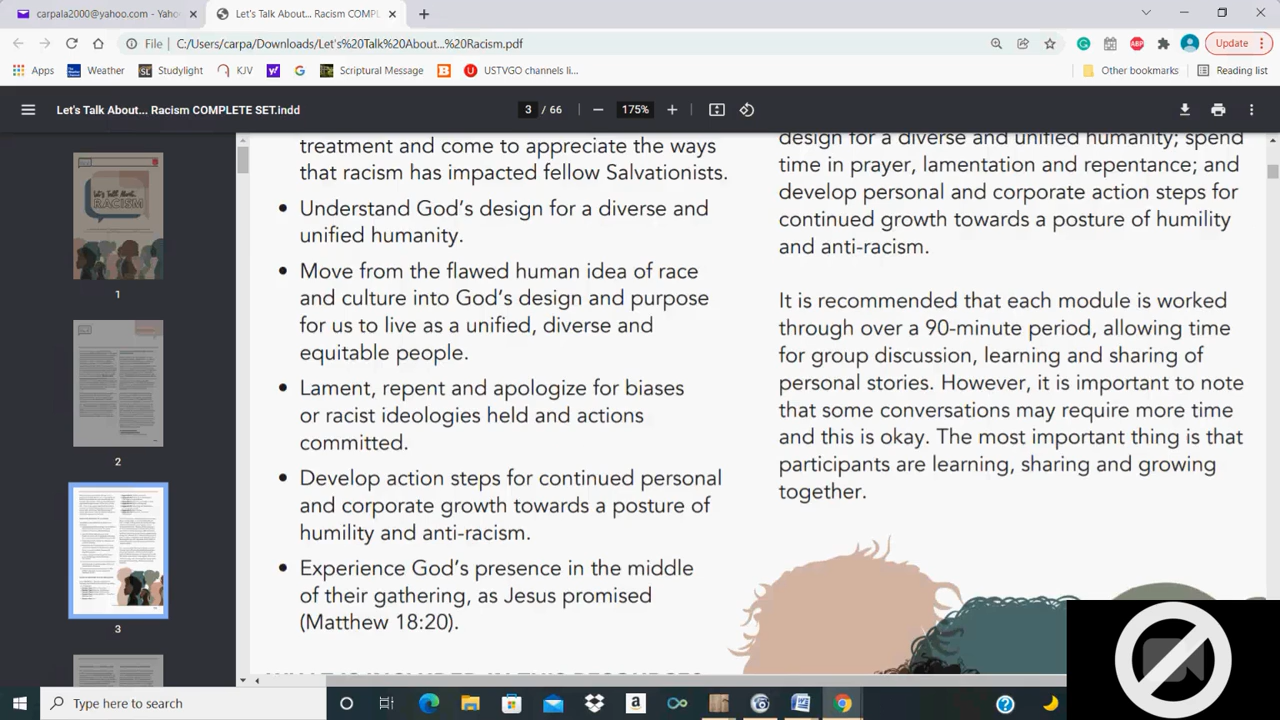 carpala2000@yahoo.com - Yaho
Let's Talk About... Racism COMPL
File
C:/Users/carpa/Downloads/Let's%20Talk%20About...%20Racism.pdf
ABP
Update
Apps
Weather
SL Studylight
KJV
Scriptural Message
USTVGO channels li...
Other bookmarks
Reading list
Let's Talk About... Racism COMPLETE SET.indd
3 / 66
175%
Let's Talk About...
RACISM
1
2
3
treatment and come to appreciate the ways
that racism has impacted fellow Salvationists.
• Understand God's design for a diverse and
unified humanity.
• Move from the flawed human idea of race
and culture into God's design and purpose
for us to live as a unified, diverse and
equitable people.
• Lament, repent and apologize for biases
or racist ideologies held and actions
committed.
• Develop action steps for continued personal
and corporate growth towards a posture of
humility and anti-racism.
• Experience God's presence in the middle
of their gathering, as Jesus promised
(Matthew 18:20).
design for a diverse and unified humanity; spend
time in prayer, lamentation and repentance; and
develop personal and corporate action steps for
continued growth towards a posture of humility
and anti-racism.
It is recommended that each module is worked
through over a 90-minute period, allowing time
for group discussion, learning and sharing of
personal stories. However, it is important to note
that some conversations may require more time
and this is okay. The most important thing is that
participants are learning, sharing and growing
together.
Type here to search